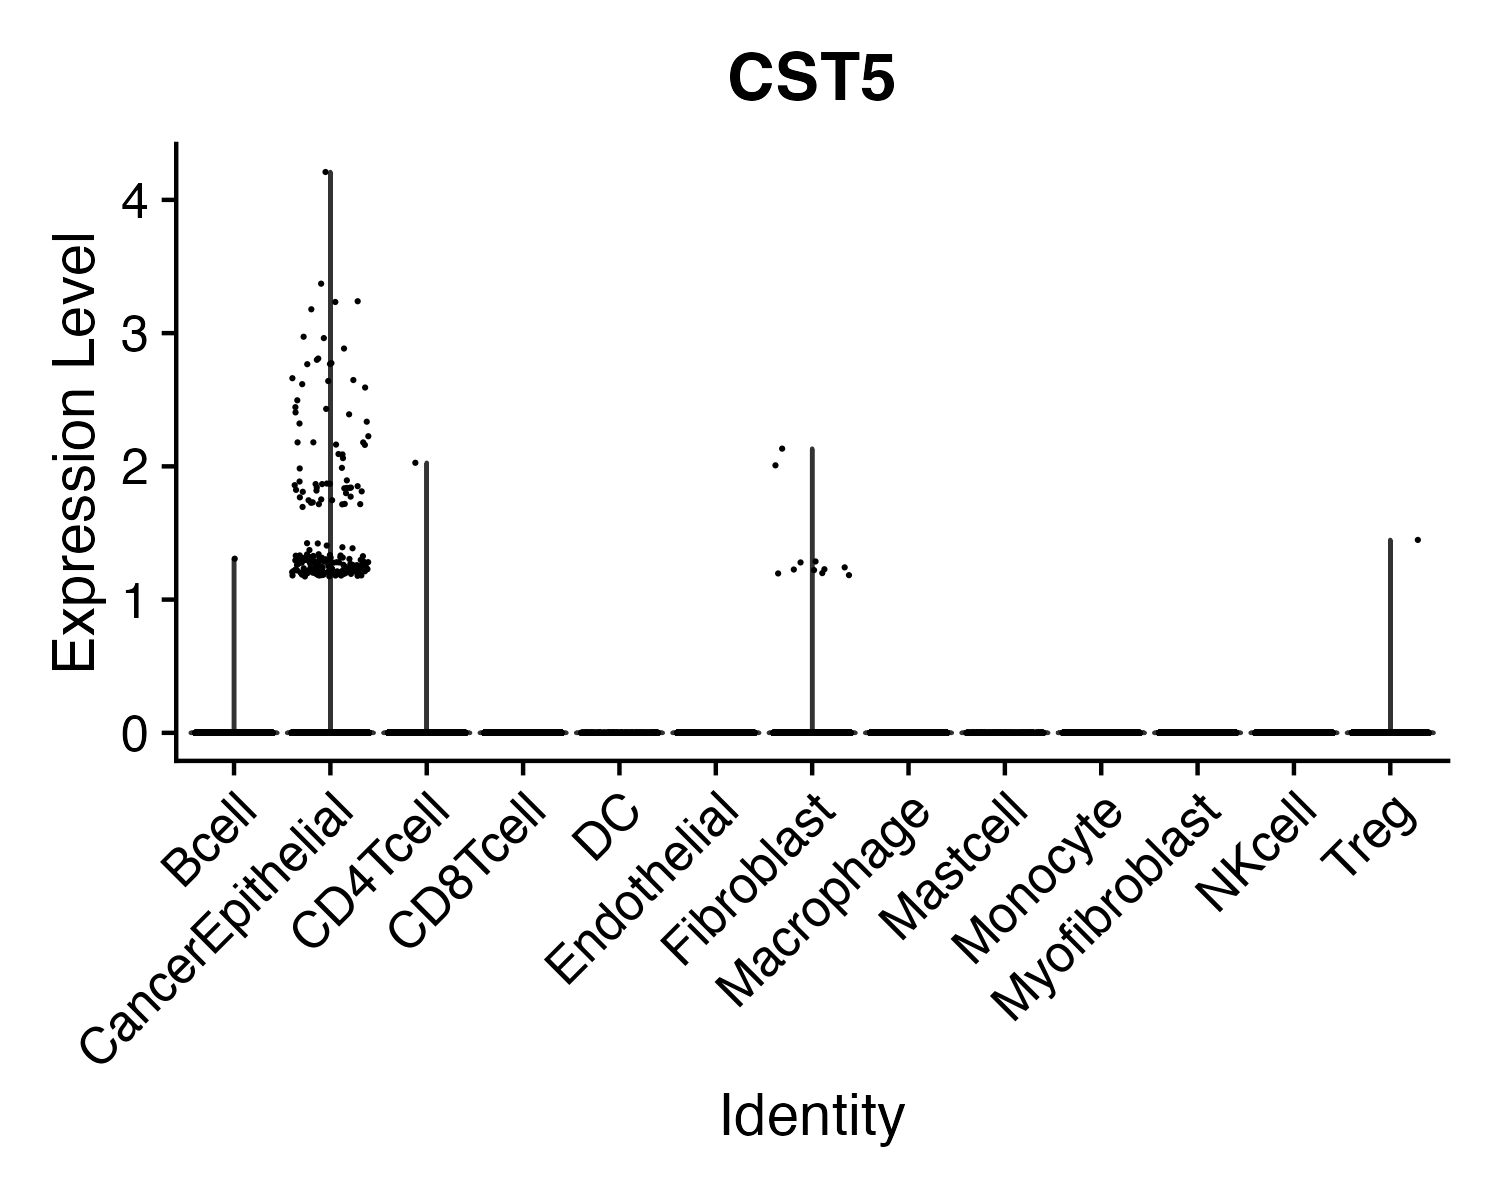 CST5
Expression Level
4
3
2
1
0
Bcell
CancerEpithelial
CD4Tcell
CD8Tcell
DC
Endothelial
Fibroblast
Macrophage
Mastcell
Monocyte
Myofibroblast
NKcell
Treg
Identity